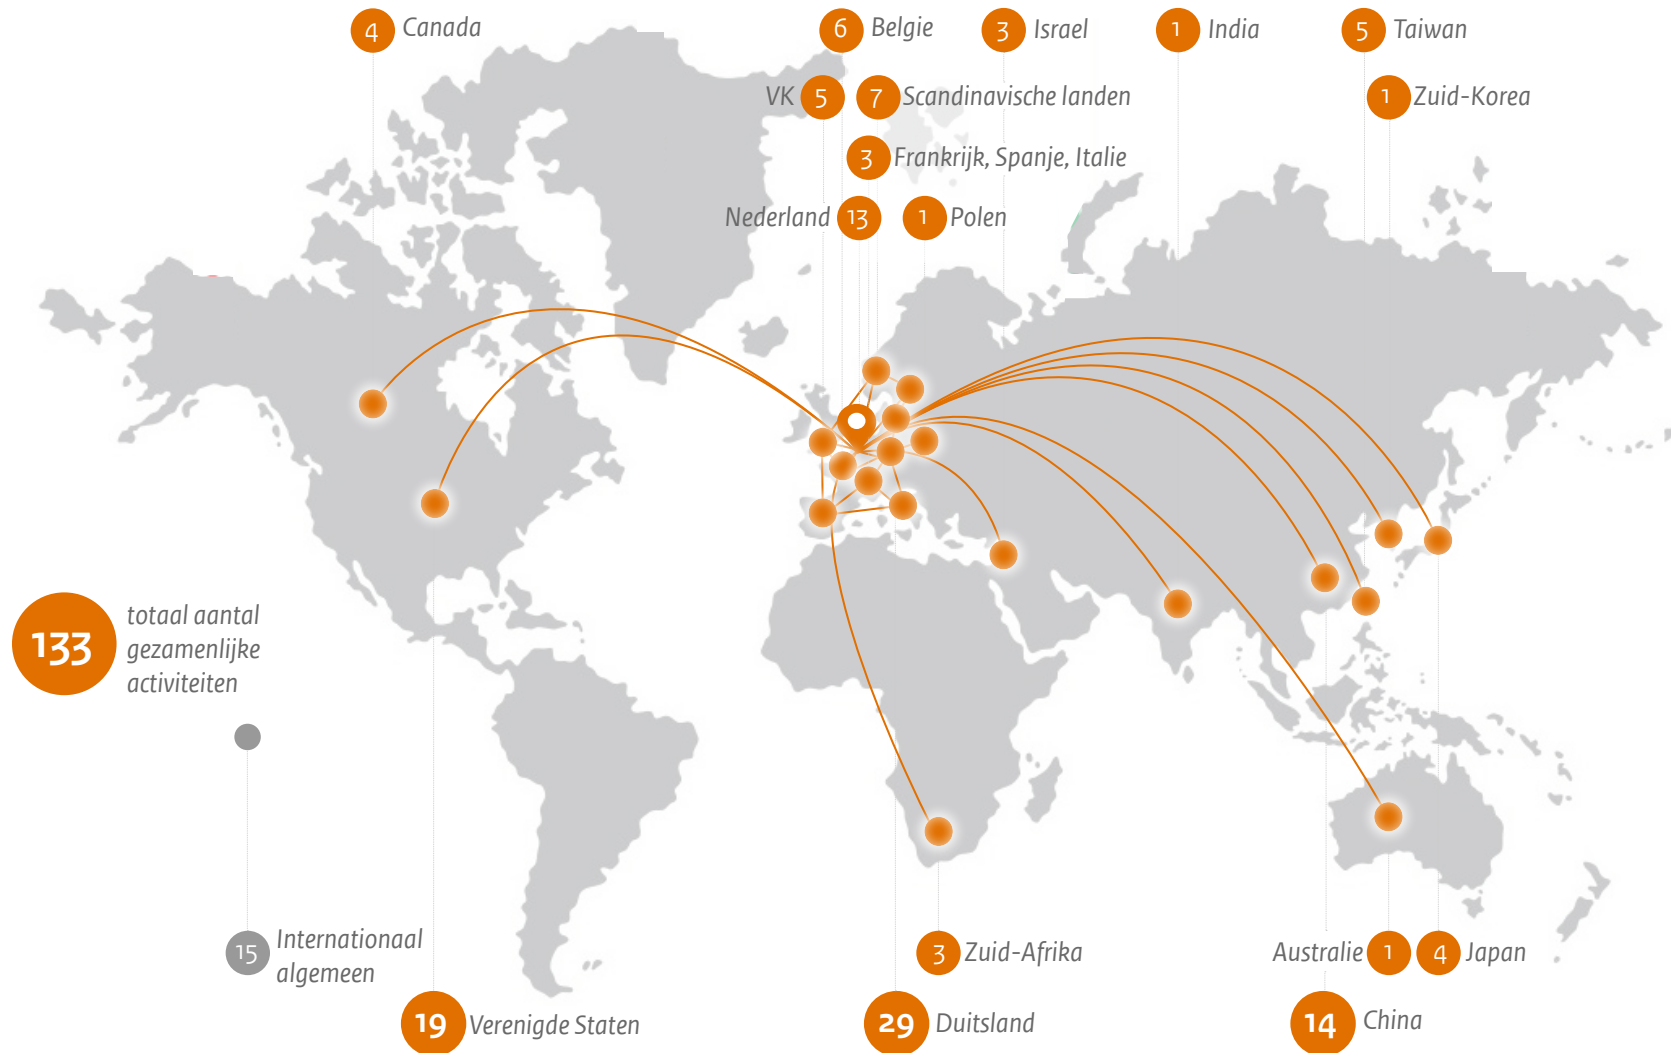 4 Canada
6 Belgie
3 Israel
1 India
5 Taiwan
VK 5
7 Scandinavische landen
1 Zuid-Korea
3 Frankrijk, Spanje, Italie
Nederland 13
1 Polen
133
totaal aantal
gezamenlijke
activiteiten
15
Internationaal
algemeen
3 Zuid-Afrika
Australie 1
4 Japan
19 Verenigde Staten
29 Duitsland
14 China